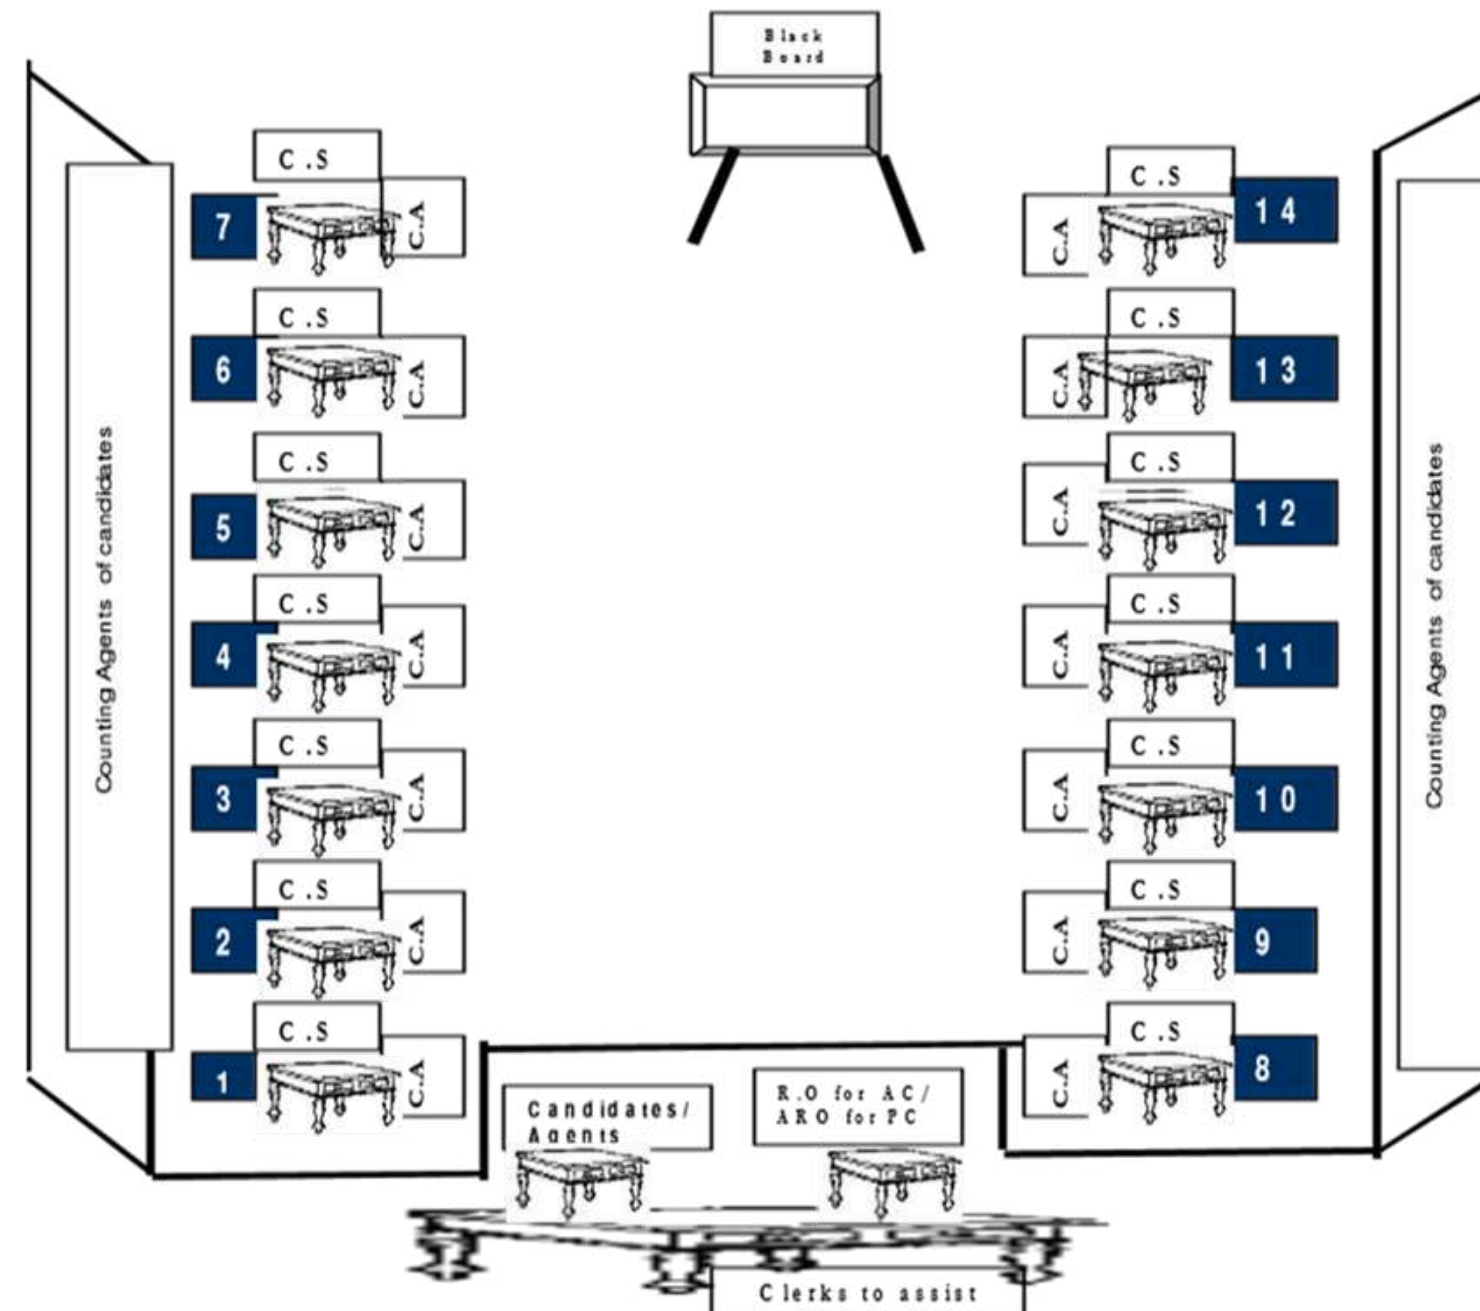 Black
Board
C.S
7
C.A
C.S
C.A
14
C.S
6
C.A
C.S
C.A
13
C.S
5
C.A
C.S
C.A
12
Counting Agents of candidates
Counting Agents of candidates
C.S
4
C.A
C.S
C.A
11
C.S
3
C.A
C.S
C.A
10
C.S
2
C.A
C.S
C.A
9
C.S
1
C.A
C.S
C.A
8
Candidates/
Agents
R.O for AC/
ARO for PC
Clerks to assist